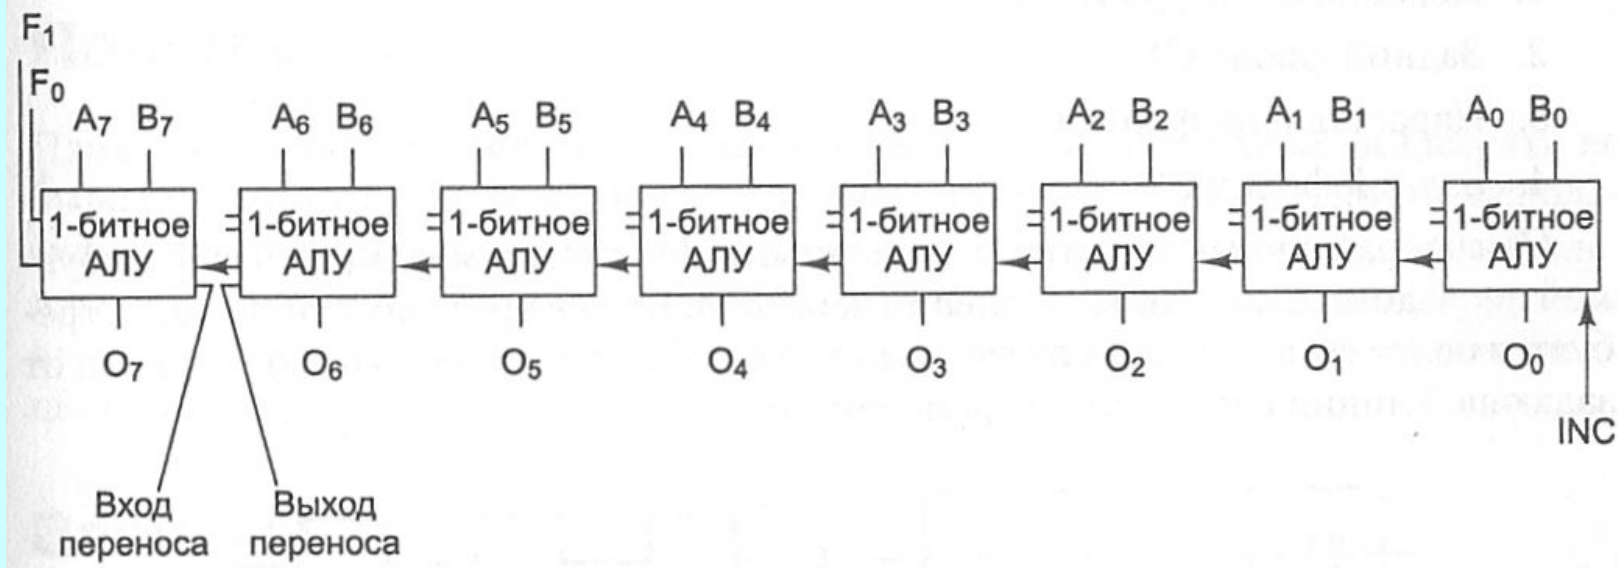 F1
F0
A7 B7 A6 B6 A5 B5 A4 B4 A3 B3 A2 B2 A1 B1 A0 B0
1-битное 1-битное 1-битное 1-битное 1-битное 1-битное 1-битное 1-битное
АЛУ АЛУ АЛУ АЛУ АЛУ АЛУ АЛУ АЛУ
O7 O6 O5 O4 O3 O2 O1 O0
INC
Вход Выход
переноса переноса